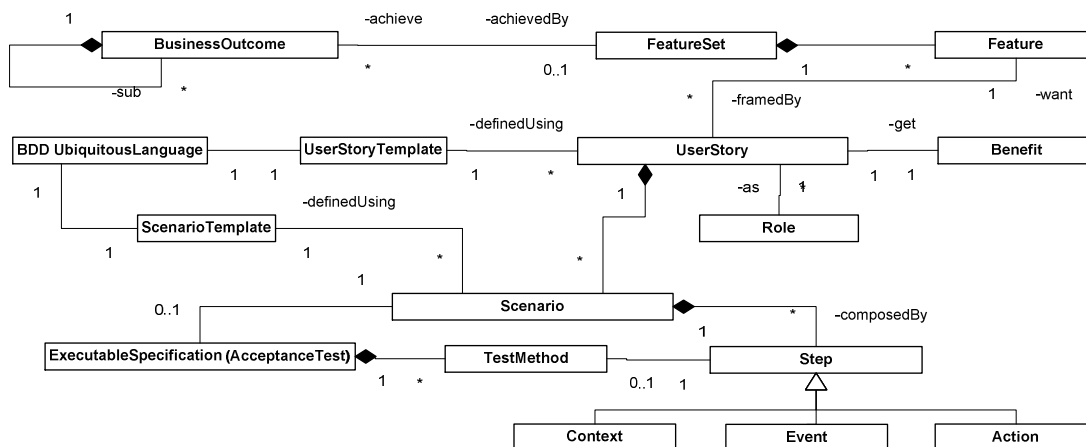 1
-achieve
-achievedBy
BusinessOutcome
FeatureSet
Feature
*
0..1
1
*
-sub
*
*
-framedBy
1
-want
-definedUsing
-get
BDD UbiquitousLanguage
UserStoryTemplate
UserStory
Benefit
1
1
1
*
1
-as
*
1
1
1
1
-definedUsing
ScenarioTemplate
Role
1
1
*
*
1
Scenario
0..1
1
*
-composedBy
ExecutableSpecification (AcceptanceTest)
TestMethod
Step
1
*
0..1
1
Context
Event
Action